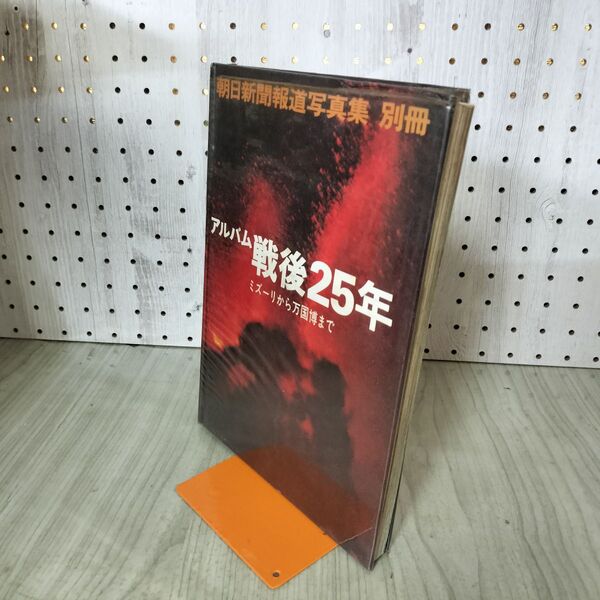 朝日新聞報道写真集 別冊
アルバム 戦後25年
ミズーリから万国博まで